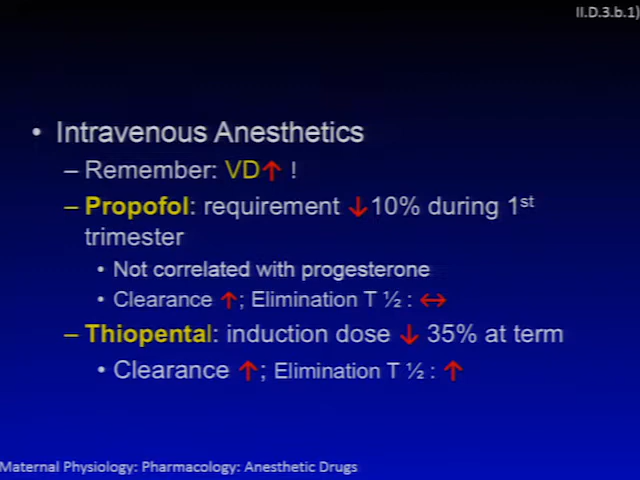 II.D.3.b.1)
• Intravenous Anesthetics
– Remember: VD↑ !
– Propofol: requirement ↓10% during 1st
trimester
• Not correlated with progesterone
• Clearance ↑; Elimination T ½ : ↔
– Thiopental: induction dose ↓ 35% at term
• Clearance ↑; Elimination T ½ : ↑
Maternal Physiology: Pharmacology: Anesthetic Drugs